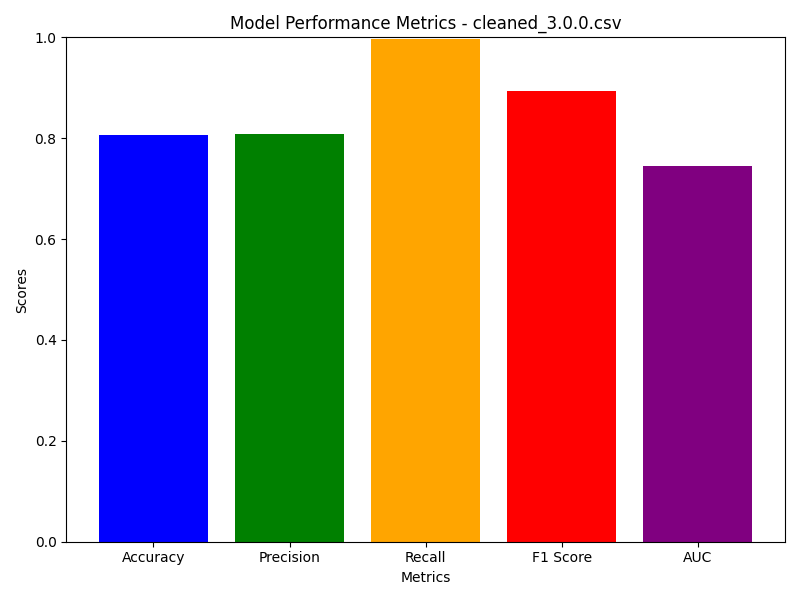 Model Performance Metrics - cleaned_3.0.0.csv
1.0
0.8
0.6
0.4
0.2
0.0
Scores
Accuracy Precision Recall F1 Score AUC
Metrics